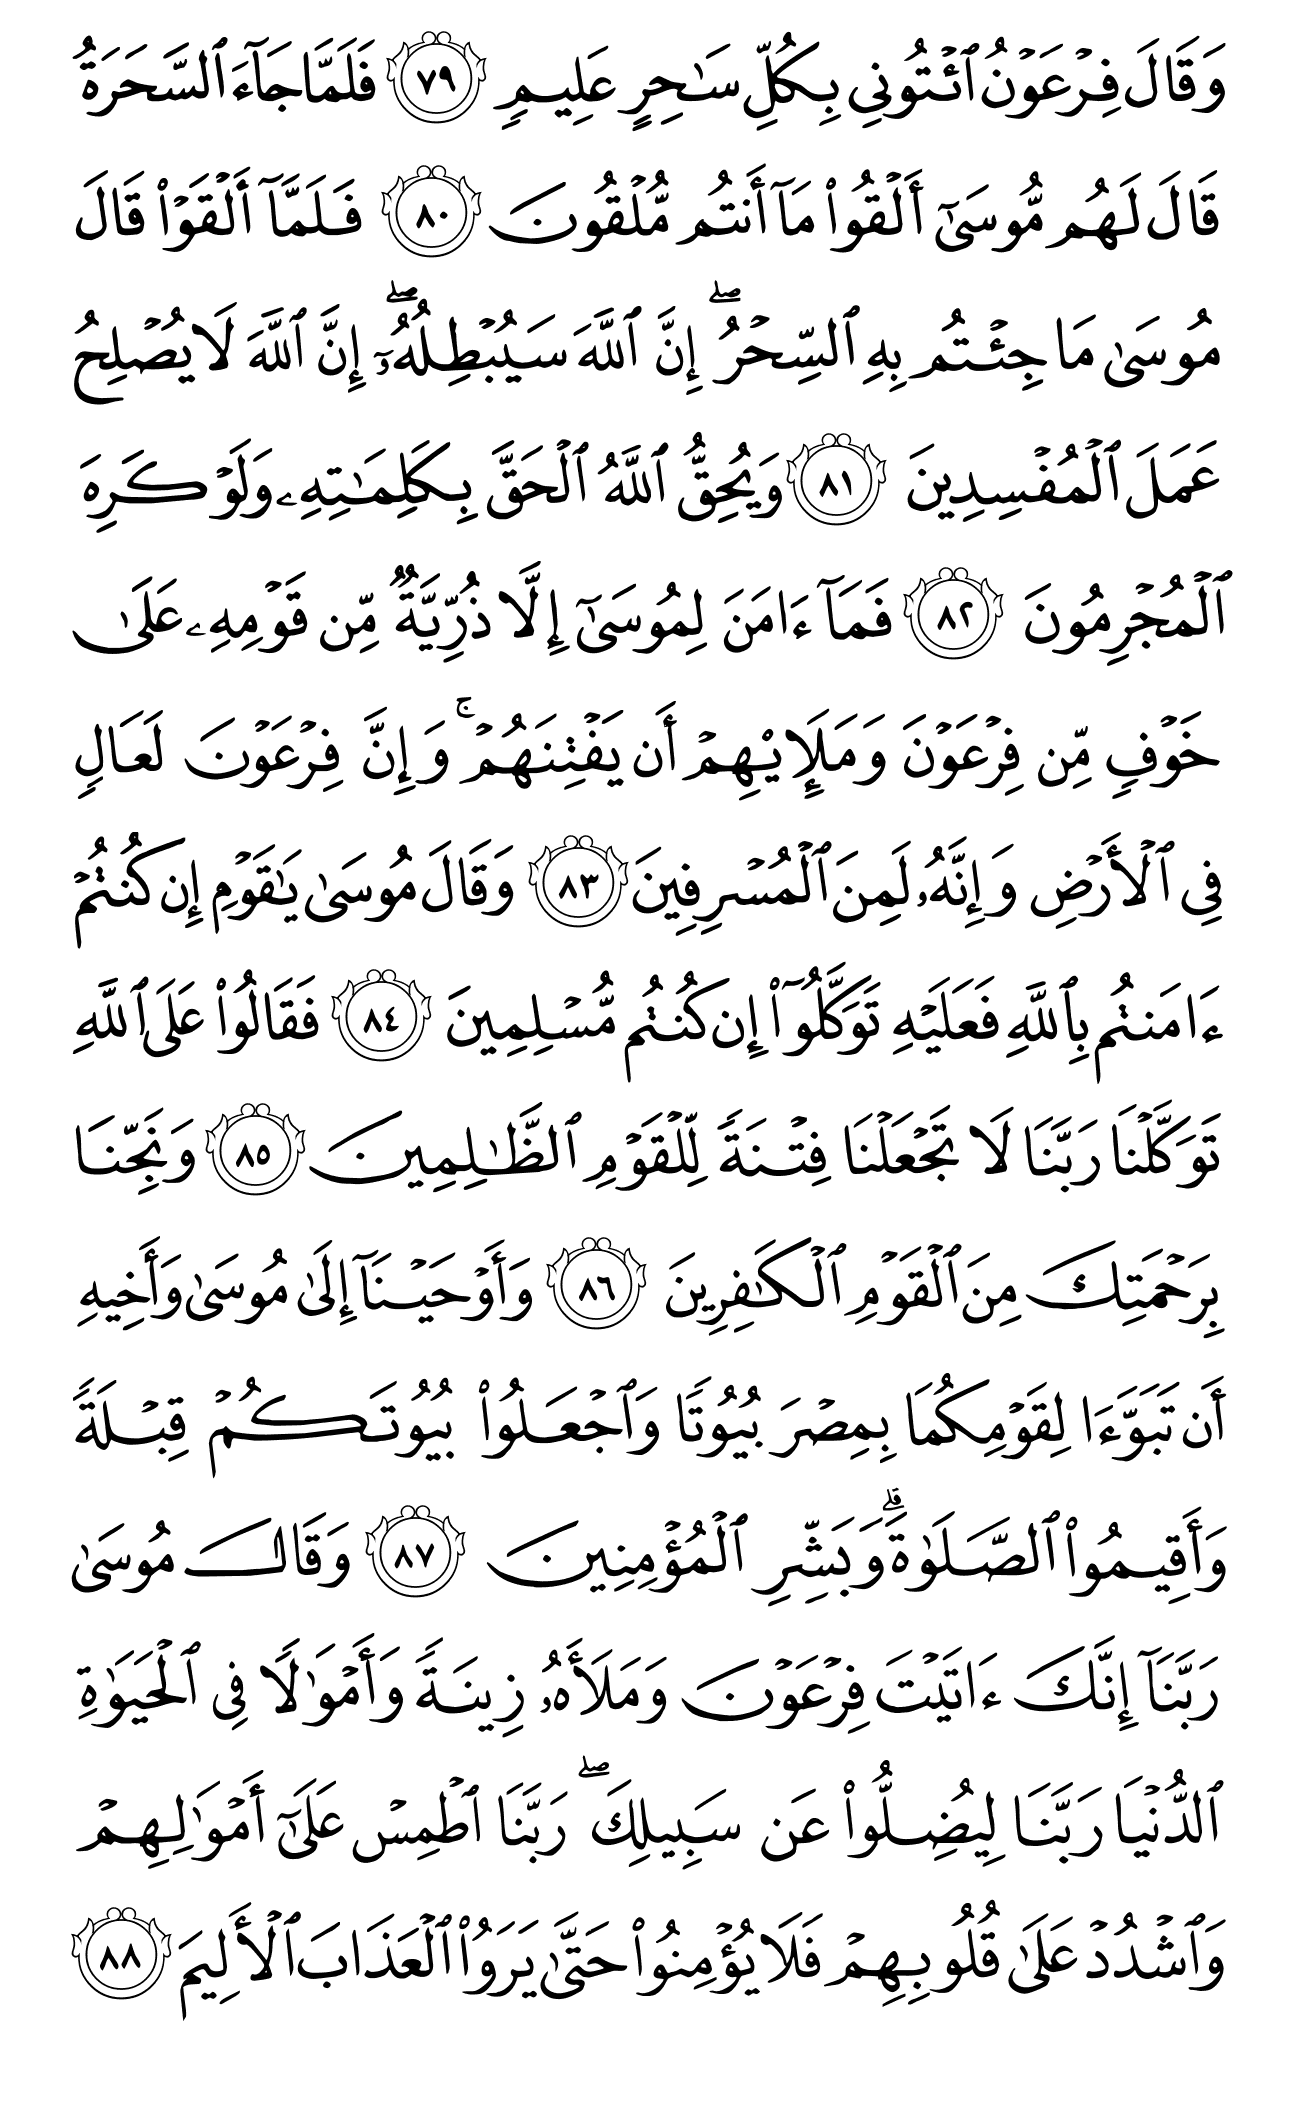 وَقَالَ فِرۡعَوۡنُ ٱئۡتُونِي بِكُلِّ سَٰحِرٍ عَلِيمٖ ٧٩ فَلَمَّا جَآءَ ٱلسَّحَرَةُ
قَالَ لَهُم مُّوسَىٰٓ أَلۡقُواْ مَآ أَنتُم مُّلۡقُونَ ٨٠ فَلَمَّآ أَلۡقَوۡاْ قَالَ
مُوسَىٰ مَا جِئۡتُم بِهِ ٱلسِّحۡرُۖ إِنَّ ٱللَّهَ سَيُبۡطِلُهُۥٓۖ إِنَّ ٱللَّهَ لَا يُصۡلِحُ
عَمَلَ ٱلۡمُفۡسِدِينَ ٨١ وَيُحِقُّ ٱللَّهُ ٱلۡحَقَّ بِكَلِمَٰتِهِۦ وَلَوۡ كَرِهَ
ٱلۡمُجۡرِمُونَ ٨٢ فَمَآ ءَامَنَ لِمُوسَىٰٓ إِلَّا ذُرِّيَّةٞ مِّن قَوۡمِهِۦ عَلَىٰ
خَوۡفٖ مِّن فِرۡعَوۡنَ وَمَلَإِيْهِمۡ أَن يَفۡتِنَهُمۡۚ وَإِنَّ فِرۡعَوۡنَ لَعَالٖ
فِي ٱلۡأَرۡضِ وَإِنَّهُۥ لَمِنَ ٱلۡمُسۡرِفِينَ ٨٣ وَقَالَ مُوسَىٰ يَٰقَوۡمِ إِن كُنتُمۡ
ءَامَنتُم بِٱللَّهِ فَعَلَيۡهِ تَوَكَّلُوٓاْ إِن كُنتُم مُّسۡلِمِينَ ٨٤ فَقَالُواْ عَلَى ٱللَّهِ
تَوَكَّلۡنَا رَبَّنَا لَا تَجۡعَلۡنَا فِتۡنَةٗ لِّلۡقَوۡمِ ٱلظَّٰلِمِينَ ٨٥ وَنَجِّنَا
بِرَحۡمَتِكَ مِنَ ٱلۡقَوۡمِ ٱلۡكَٰفِرِينَ ٨٦ وَأَوۡحَيۡنَآ إِلَىٰ مُوسَىٰ وَأَخِيهِ
أَن تَبَوَّءَا لِقَوۡمِكُمَا بِمِصۡرَ بُيُوتٗا وَٱجۡعَلُواْ بُيُوتَكُمۡ قِبۡلَةٗ
وَأَقِيمُواْ ٱلصَّلَوٰةَۗ وَبَشِّرِ ٱلۡمُؤۡمِنِينَ ٨٧ وَقَالَ مُوسَىٰ
رَبَّنَآ إِنَّكَ ءَاتَيۡتَ فِرۡعَوۡنَ وَمَلَأَهُۥ زِينَةٗ وَأَمۡوَٰلٗا فِي ٱلۡحَيَوٰةِ
ٱلدُّنۡيَا رَبَّنَا لِيُضِلُّواْ عَن سَبِيلِكَۖ رَبَّنَا ٱطۡمِسۡ عَلَىٰٓ أَمۡوَٰلِهِمۡ
وَٱشۡدُدۡ عَلَىٰ قُلُوبِهِمۡ فَلَا يُؤۡمِنُواْ حَتَّىٰ يَرَوُاْ ٱلۡعَذَابَ ٱلۡأَلِيمَ ٨٨